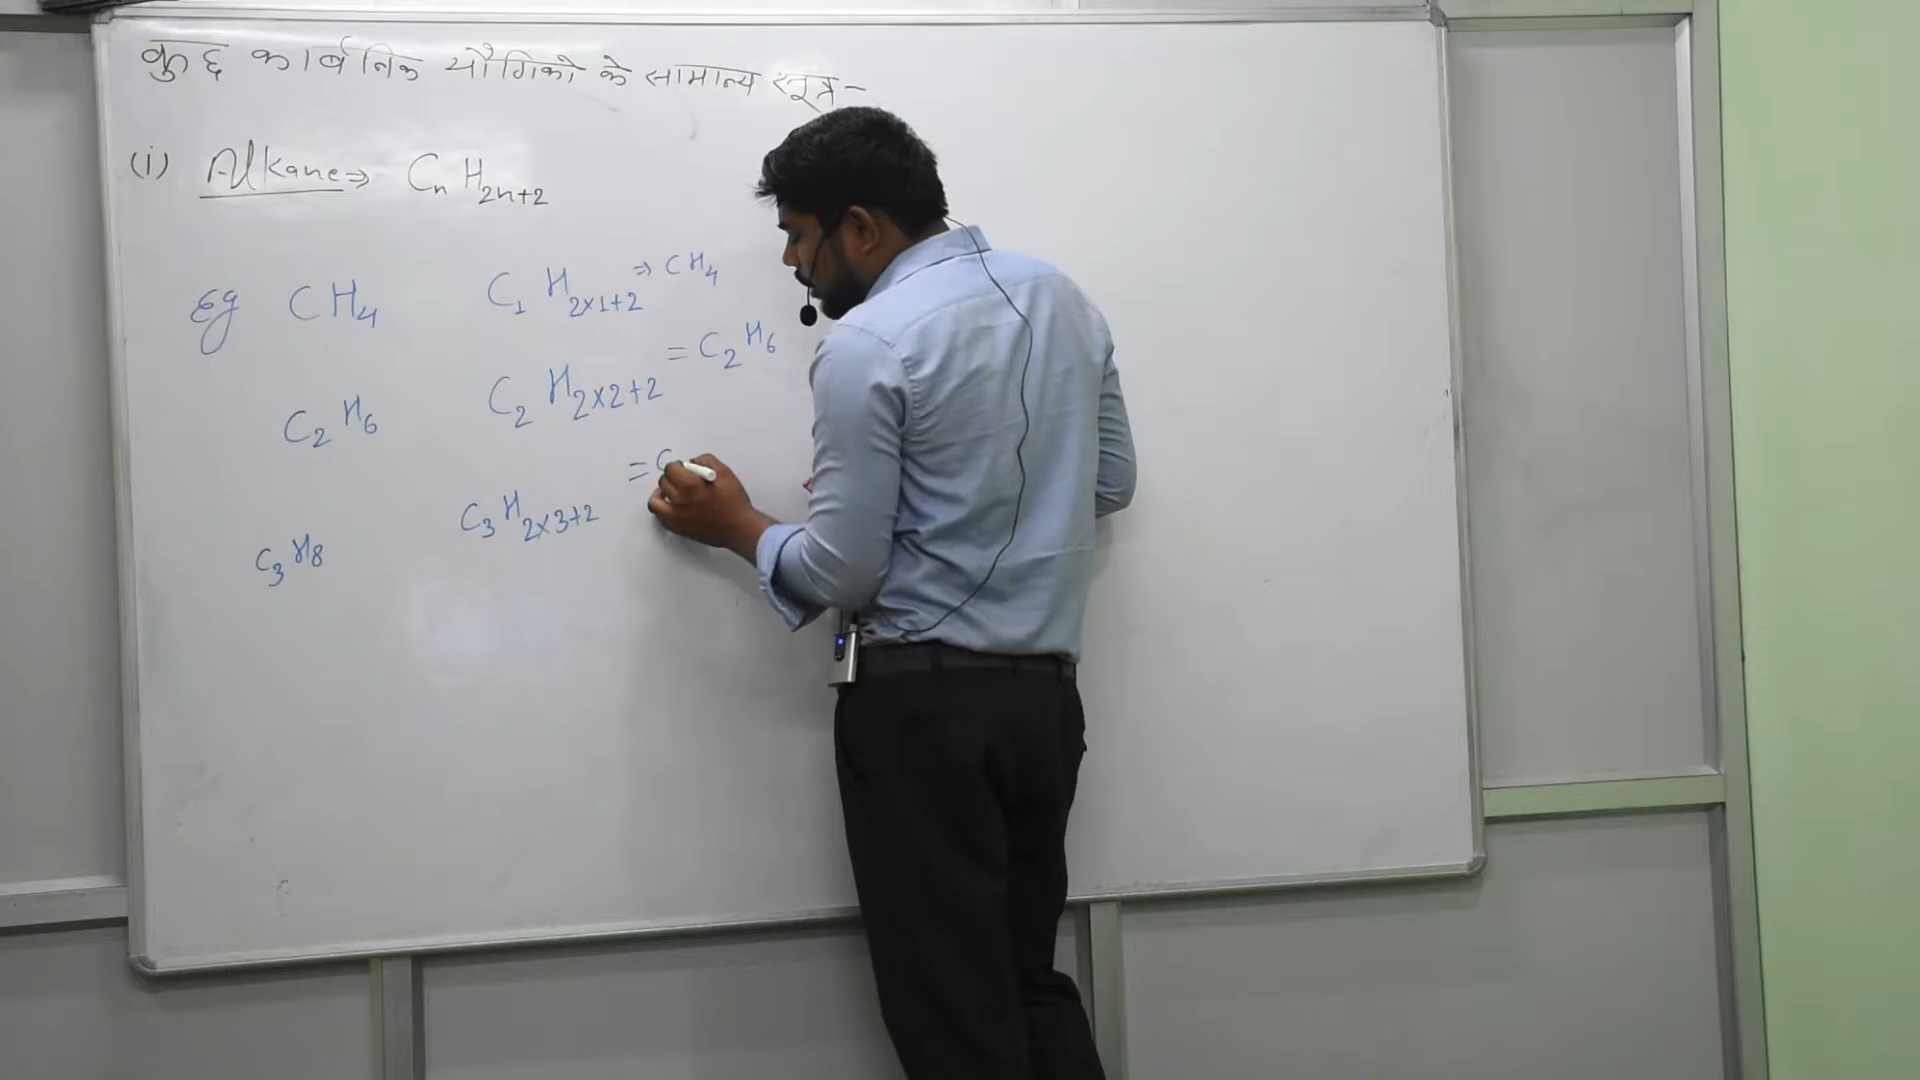 कुछ कार्बनिक यौगिको के सामान्य सूत्र-
(i) Alkane ⇒ CₙH₂ₙ₊₂
Eg CH₄ C₁H₂ₓ₁₊₂ ⇒ CH₄
C₂H₆ C₂H₂ₓ₂₊₂ = C₂H₆
C₃H₈ C₃H₂ₓ₃₊₂ = C